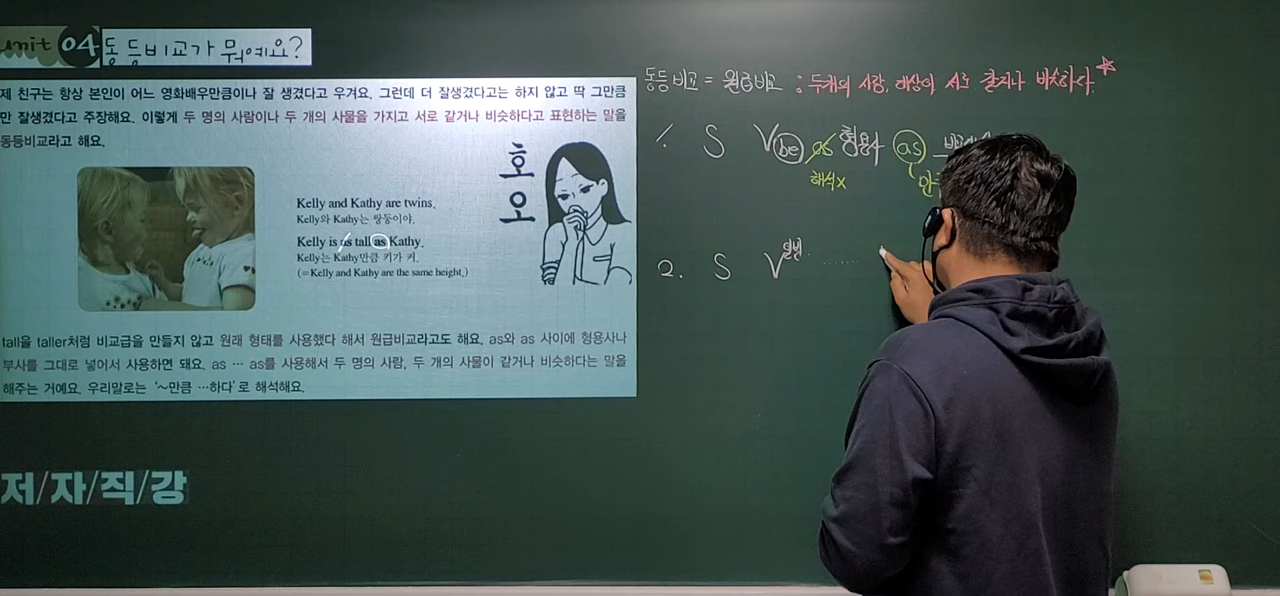 unit 04 동등비교가 뭐예요?
제 친구는 항상 본인이 어느 영화배우만큼이나 잘 생겼다고 우겨요. 그런데 더 잘생겼다고는 하지 않고 딱 그만큼
만 잘생겼다고 주장해요. 이렇게 두 명의 사람이나 두 개의 사물을 가지고 서로 같거나 비슷하다고 표현하는 말을
동등비교라고 해요.
호오
Kelly and Kathy are twins.
Kelly와 Kathy는 쌍둥이야.
Kelly is as tall as Kathy.
Kelly는 Kathy만큼 키가 커.
(=Kelly and Kathy are the same height.)
tall을 taller처럼 비교급을 만들지 않고 원래 형태를 사용했다 해서 원급비교라고도 해요. as와 as 사이에 형용사나
부사를 그대로 넣어서 사용하면 돼요. as … as를 사용해서 두 명의 사람, 두 개의 사물이 같거나 비슷하다는 말을
해주는 거예요. 우리말로는 '~만큼 …하다'로 해석해요.
저/자/직/강
동등비교 = 원급비교 : 두개의 사람, 대상이 서로 같거나 비슷하다.
1. S V be as 형용사 as
해석x
2. S V 일반 ......